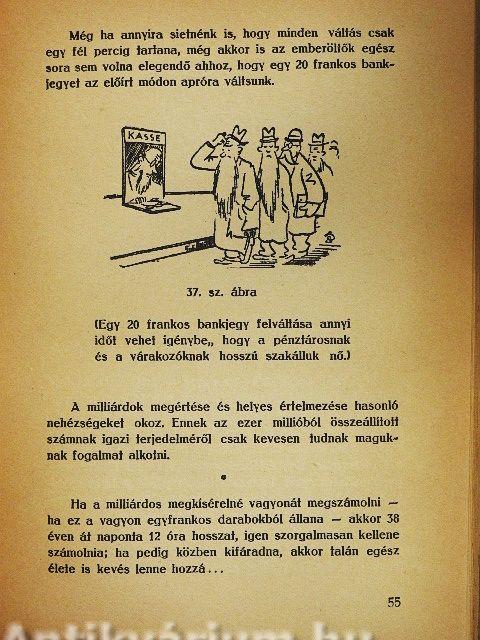 Még ha annyira sietnénk is, hogy minden váltás csak
egy fél percig tartana, még akkor is az emberöltők egész
sora sem volna elegendő ahhoz, hogy egy 20 frankos bank-
jegyet az előírt módon apróra váltsunk.
KASSE
37. sz. ábra
(Egy 20 frankos bankjegy felváltása annyi
időt vehet igénybe,, hogy a pénztárosnak
és a várakozóknak hosszú szakálluk nő.)
A milliárdok megértése és helyes értelmezése hasonló
nehézségeket okoz. Ennek az ezer millióból összeállított
számnak igazi terjedelméről csak kevesen tudnak maguk-
nak fogalmat alkotni.
Ha a milliárdos megkísérelné vagyonát megszámolni —
ha ez a vagyon egyfrankos darabokból állana — akkor 38
éven át naponta 12 óra hosszat, igen szorgalmasan kellene
számolnia; ha pedig közben kifáradna, akkor talán egész
élete is kevés lenne hozzá...
55
Antikvárium.hu